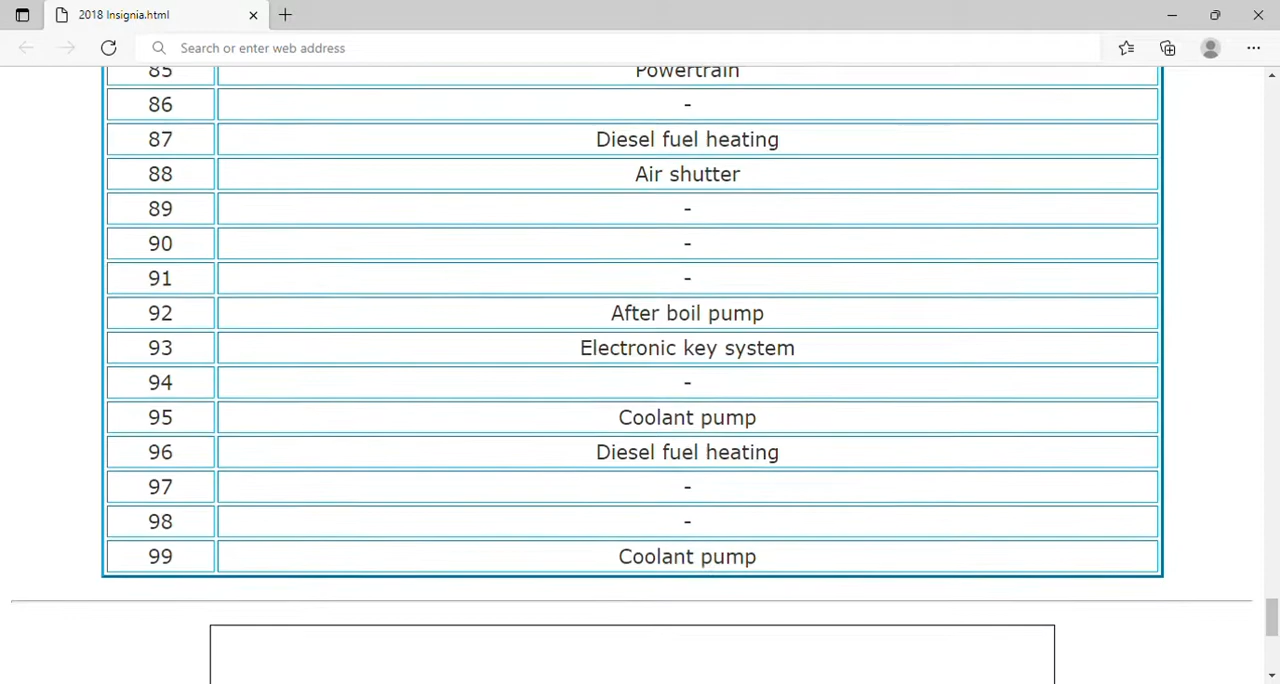 2018 Insignia.html
Search or enter web address
85 Powertrain
86 -
87 Diesel fuel heating
88 Air shutter
89 -
90 -
91 -
92 After boil pump
93 Electronic key system
94 -
95 Coolant pump
96 Diesel fuel heating
97 -
98 -
99 Coolant pump